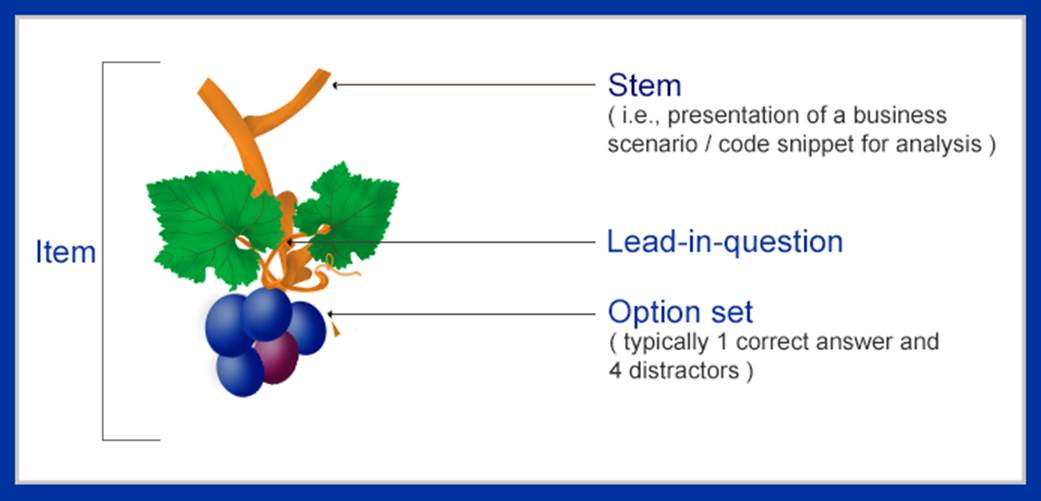 Stem
( i.e., presentation of a business
scenario / code snippet for analysis )
Item
Lead-in-question
Option set
( typically 1 correct answer and
4 distractors )